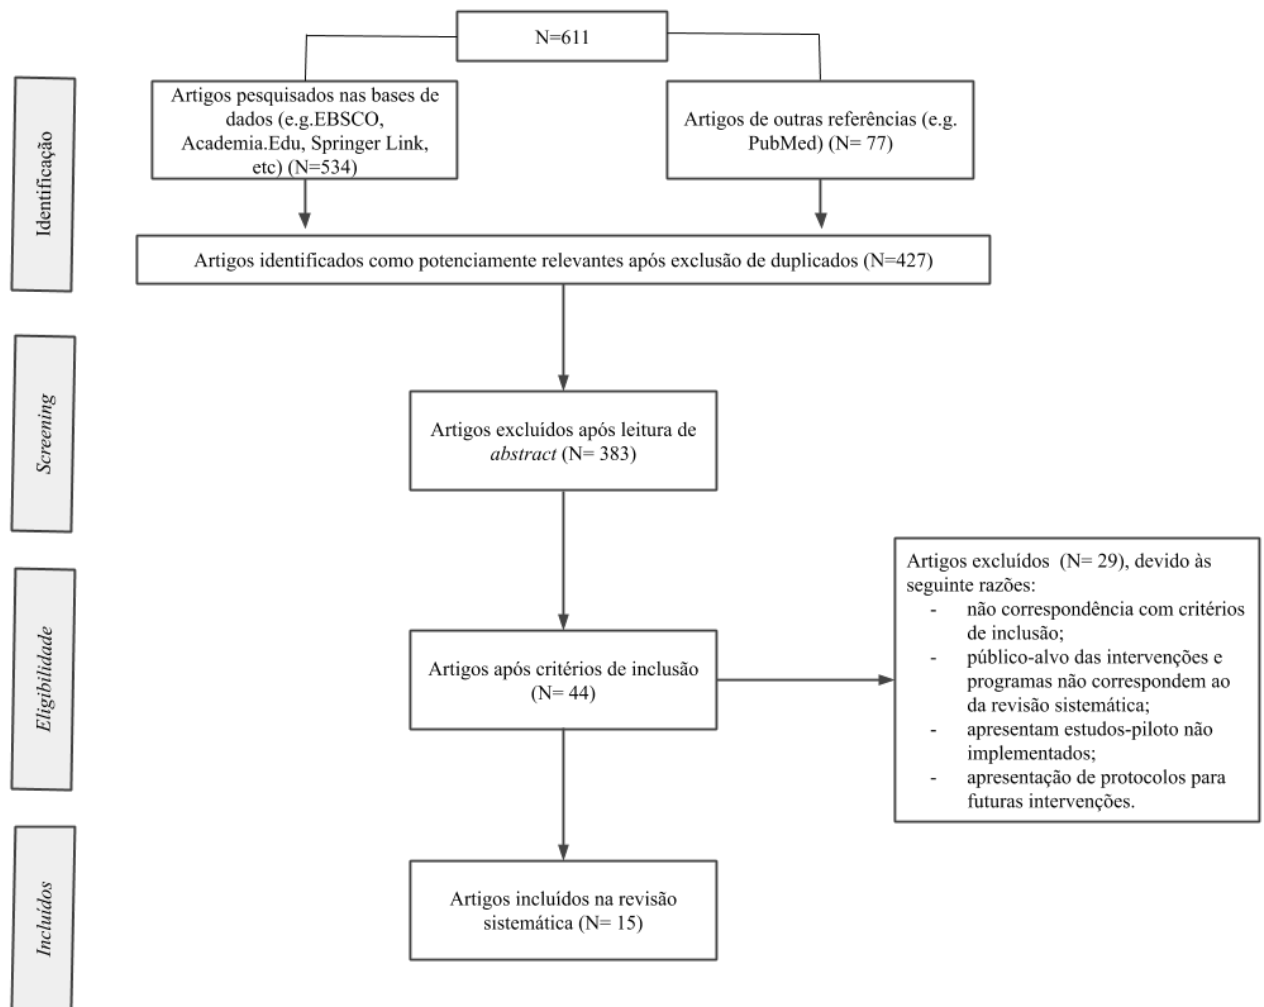 N=611
Identificação
Artigos pesquisados nas bases de
dados (e.g.EBSCO,
Academia.Edu, Springer Link,
etc) (N=534)
Artigos de outras referências (e.g.
PubMed) (N= 77)
Artigos identificados como potenciamente relevantes após exclusão de duplicados (N=427)
Screening
Artigos excluídos após leitura de
abstract (N= 383)
Eligibilidade
Artigos após critérios de inclusão
(N= 44)
Artigos excluídos (N= 29), devido às
seguinte razões:
- não correspondência com critérios
de inclusão;
- público-alvo das intervenções e
programas não correspondem ao
da revisão sistemática;
- apresentam estudos-piloto não
implementados;
- apresentação de protocolos para
futuras intervenções.
Incluídos
Artigos incluídos na revisão
sistemática (N= 15)